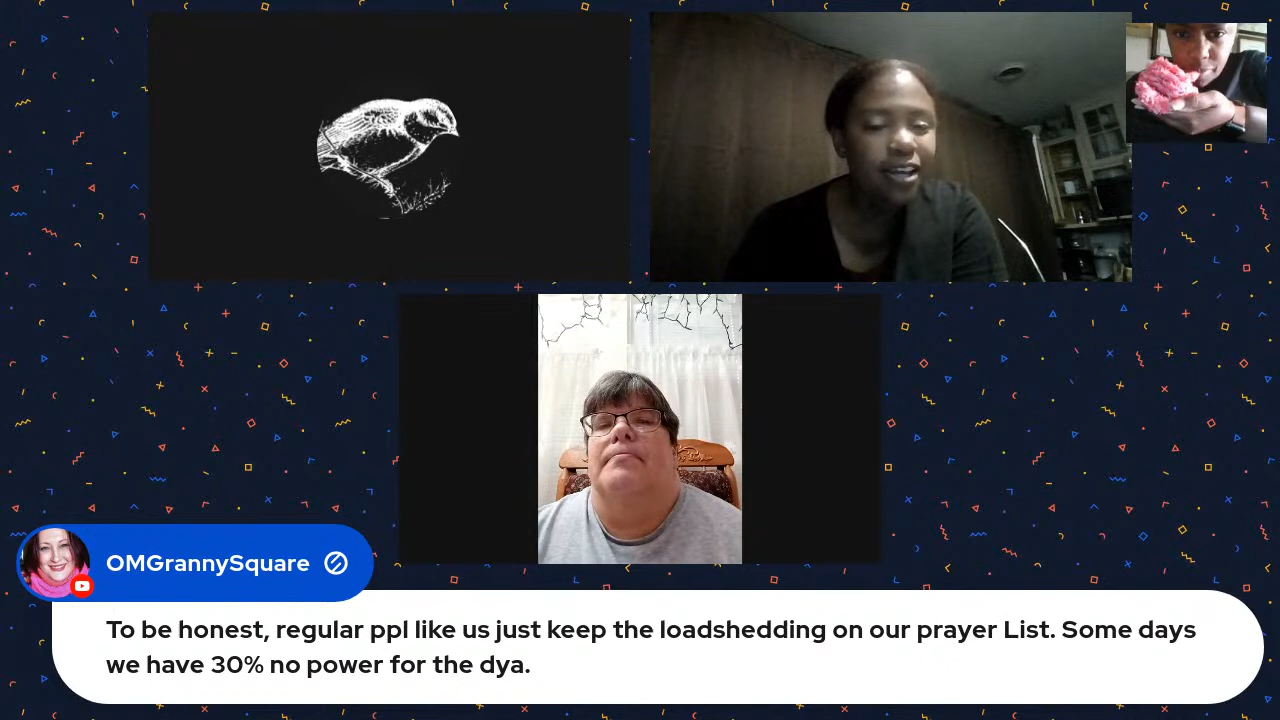 OMGrannySquare
To be honest, regular ppl like us just keep the loadshedding on our prayer List. Some days
we have 30% no power for the dya.